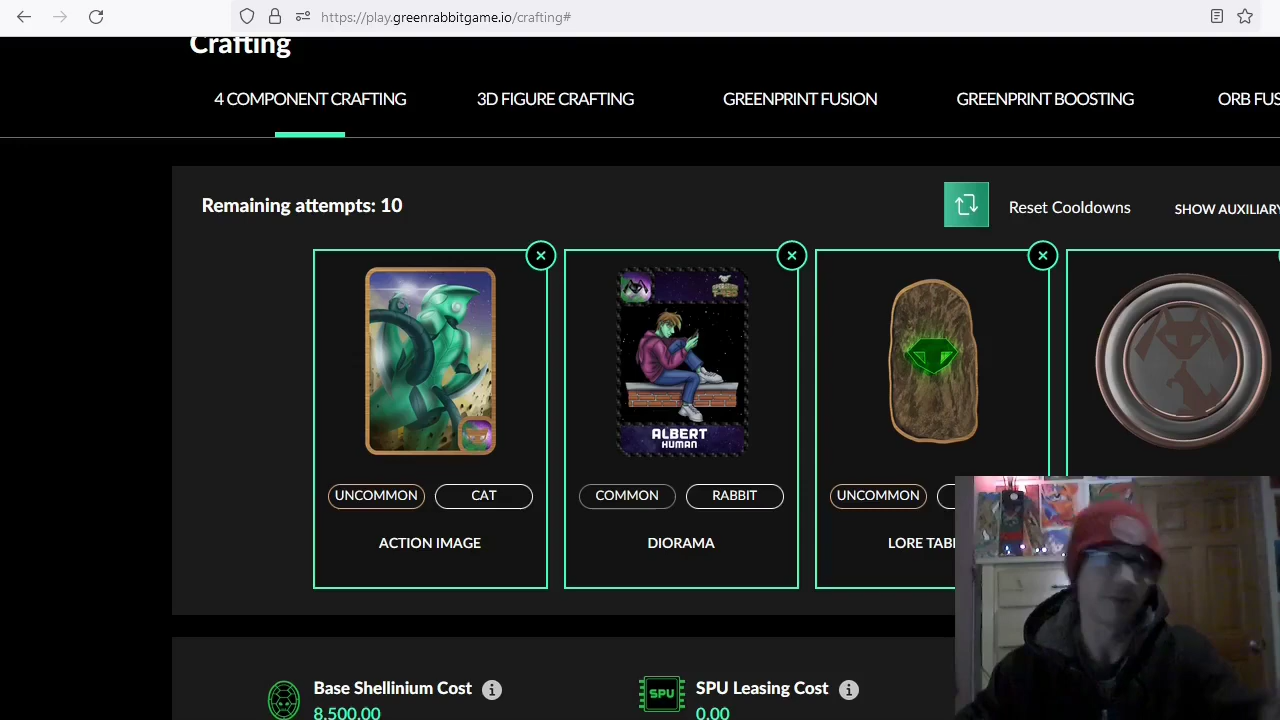 https://play.greenrabbitgame.io/crafting#
Crafting
4 COMPONENT CRAFTING 3D FIGURE CRAFTING GREENPRINT FUSION GREENPRINT BOOSTING ORB FUS
Remaining attempts: 10
Reset Cooldowns
SHOW AUXILIARY
ALBERT
HUMAN
UNCOMMON CAT COMMON RABBIT UNCOMMON
ACTION IMAGE DIORAMA LORE TAB
Base Shellinium Cost
8,500.00
SPU
SPU Leasing Cost
0.00